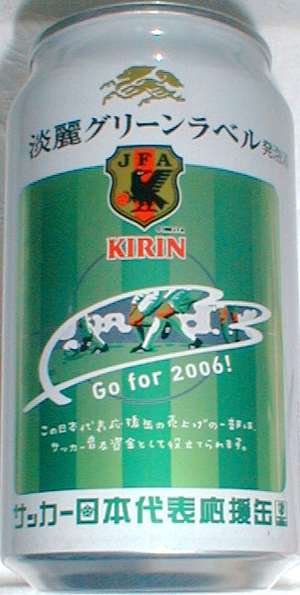 淡麗グリーンラベル 発泡酒
JFA
KIRIN
Go for 2006!
この日本代表応援缶の売上げの一部は、
サッカー普及資金として役立てられます。
サッカー日本代表応援缶